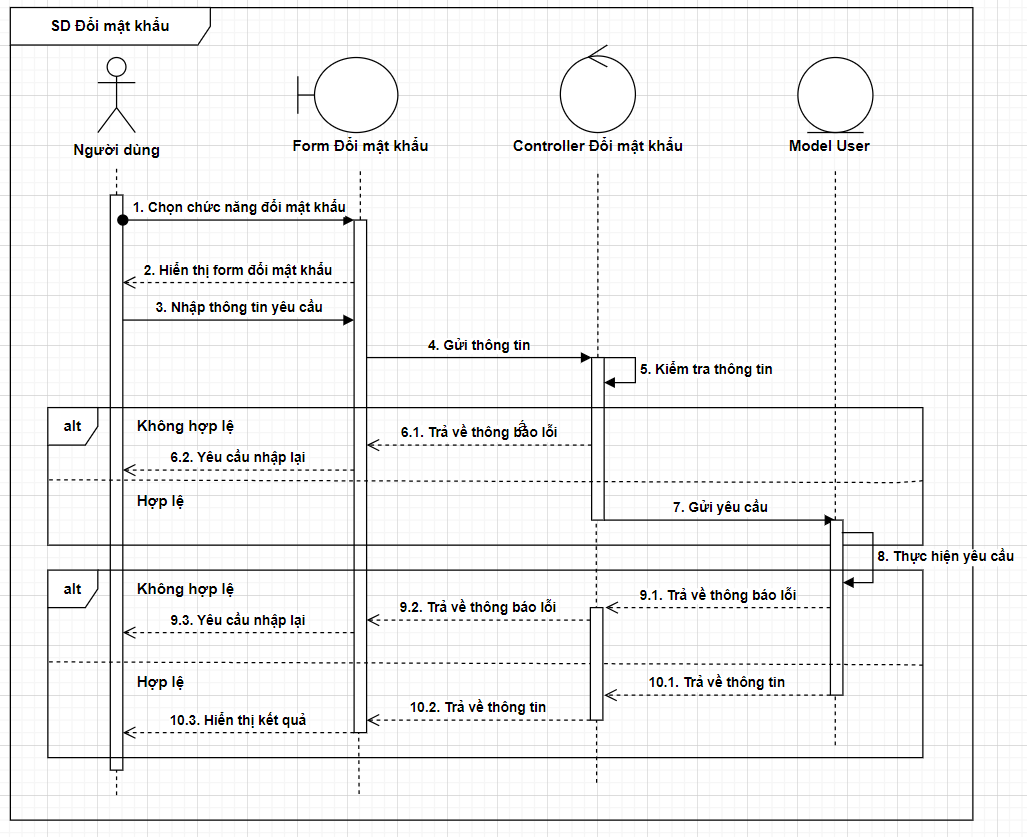 SD Đổi mật khẩu
Người dùng
Form Đổi mật khẩu
Controller Đổi mật khẩu
Model User
1. Chọn chức năng đổi mật khẩu
2. Hiển thị form đổi mật khẩu
3. Nhập thông tin yêu cầu
4. Gửi thông tin
5. Kiểm tra thông tin
alt
Không hợp lệ
6.1. Trả về thông báo lỗi
6.2. Yêu cầu nhập lại
Hợp lệ
7. Gửi yêu cầu
8. Thực hiện yêu cầu
alt
Không hợp lệ
9.1. Trả về thông báo lỗi
9.2. Trả về thông báo lỗi
9.3. Yêu cầu nhập lại
Hợp lệ
10.1. Trả về thông tin
10.2. Trả về thông tin
10.3. Hiển thị kết quả